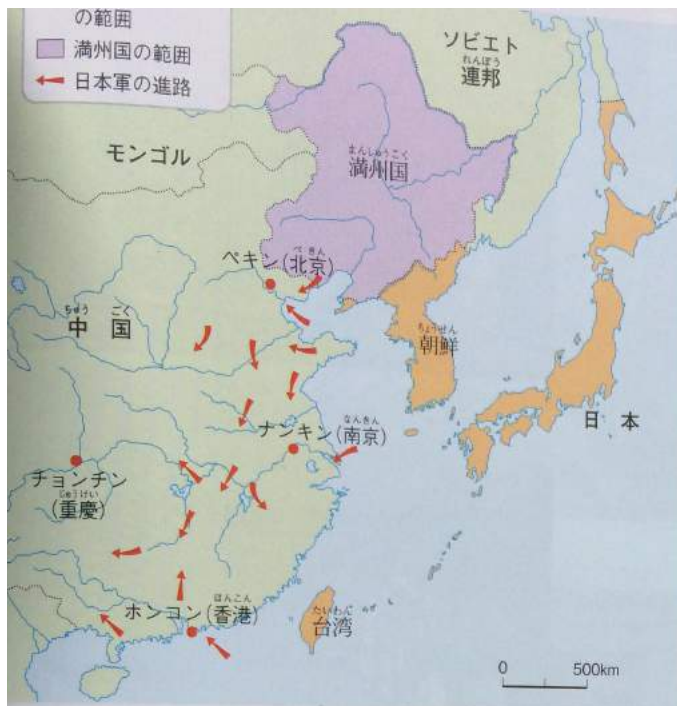 の範囲
満州国の範囲
日本軍の進路
ソビエト
れんぽう
連邦
モンゴル
まんしゅうこく
満州国
ぺきん
ペキン(北京)
ちゅう ごく
中 国
ちょうせん
朝鮮
日 本
なんきん
ナンキン(南京)
チョンチン
じゅうけい
(重慶)
ほんこん
ホンコン(香港)
たいわん
台湾
0 500km